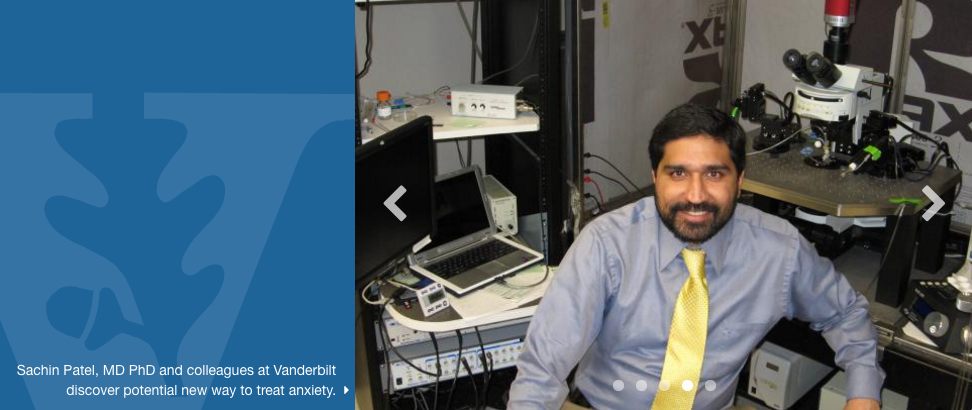 Sachin Patel, MD PhD and colleagues at Vanderbilt
discover potential new way to treat anxiety.